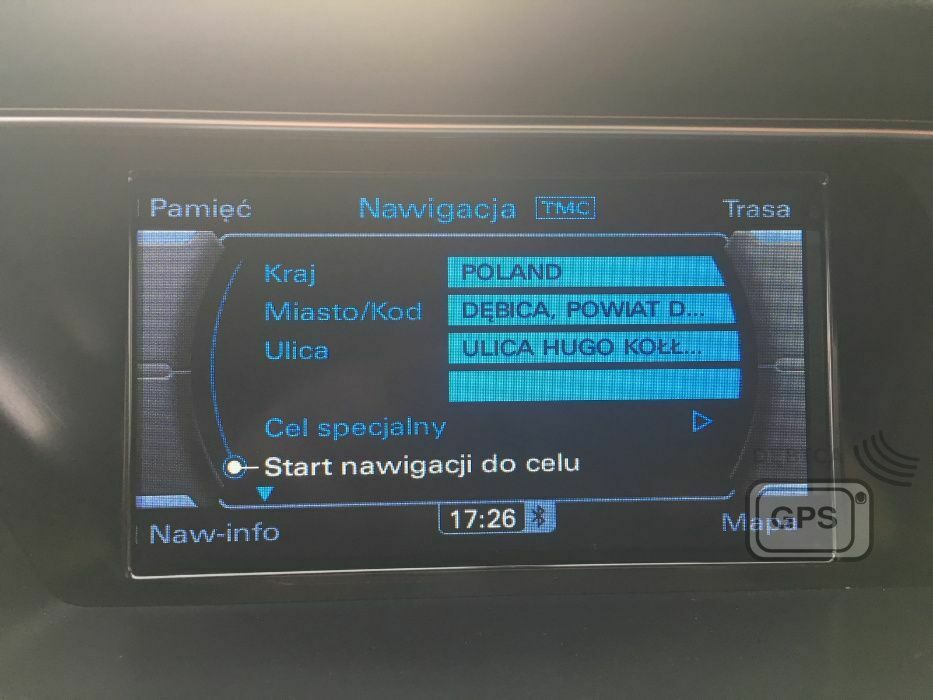 Pamięć Nawigacja TMC Trasa
Kraj POLAND
Miasto/Kod DĘBICA, POWIAT D...
Ulica ULICA HUGO KOŁŁ...
Cel specjalny
Start nawigacji do celu
Naw-info 17:26 Mapa
DĘBICA
GPS